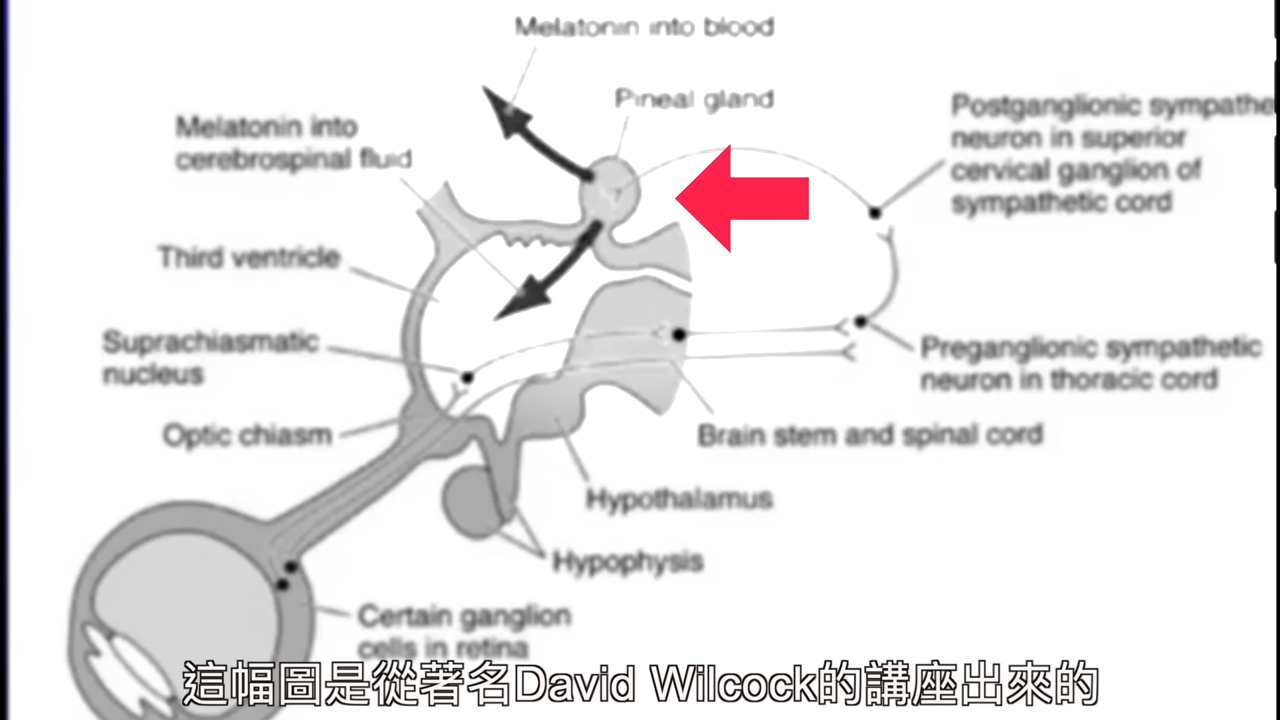 Melatonin into blood
Pineal gland
Melatonin into
cerebrospinal fluid
Postganglionic sympathe
neuron in superior
cervical ganglion of
sympathetic cord
Third ventricle
Suprachiasmatic
nucleus
Preganglionic sympathetic
neuron in thoracic cord
Optic chiasm
Brain stem and spinal cord
Hypothalamus
Hypophysis
Certain ganglion
cells in retina
這幅圖是從著名David Wilcock的講座出來的